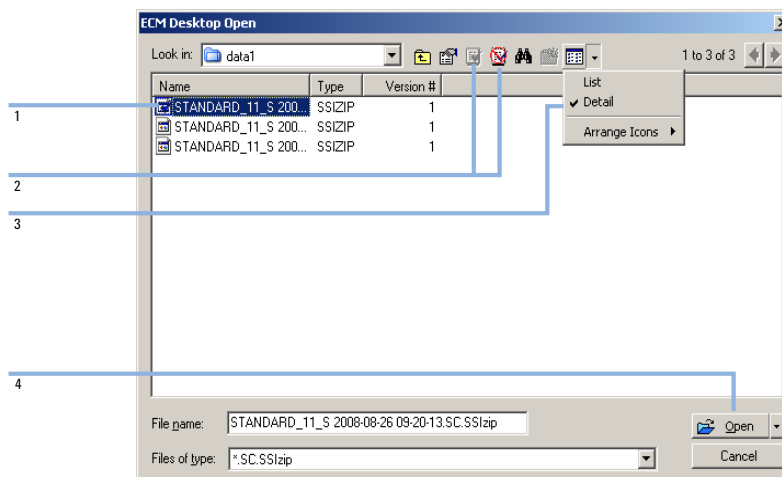 ECM Desktop Open
Look in: data1 1 to 3 of 3
Name Type Version #
List
STANDARD_11_S 200... SSIZIP 1
Detail
1
STANDARD_11_S 200... SSIZIP 1
Arrange Icons
STANDARD_11_S 200... SSIZIP 1
2
3
4
File name: STANDARD_11_S 2008-08-26 09-20-13.SC.SSIzip Open
Files of type: *.SC.SSIzip Cancel